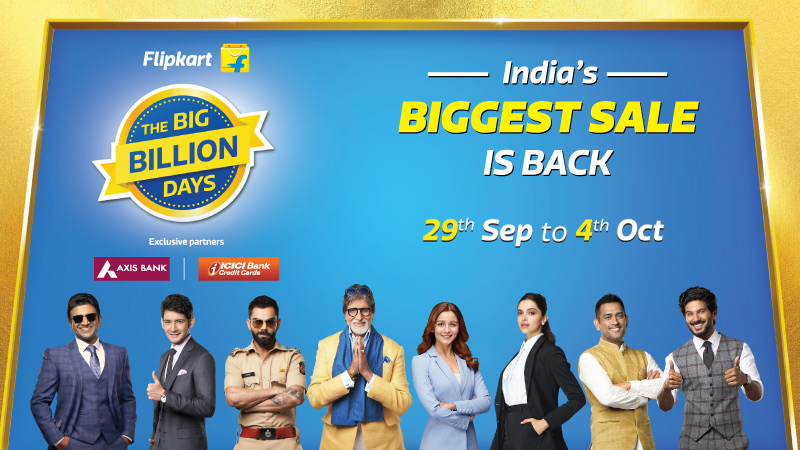 Flipkart
THE BIG
BILLION
DAYS
Exclusive partners
AXIS BANK
ICICI Bank
Credit Cards
India's
BIGGEST SALE
IS BACK
29th Sep to 4th Oct